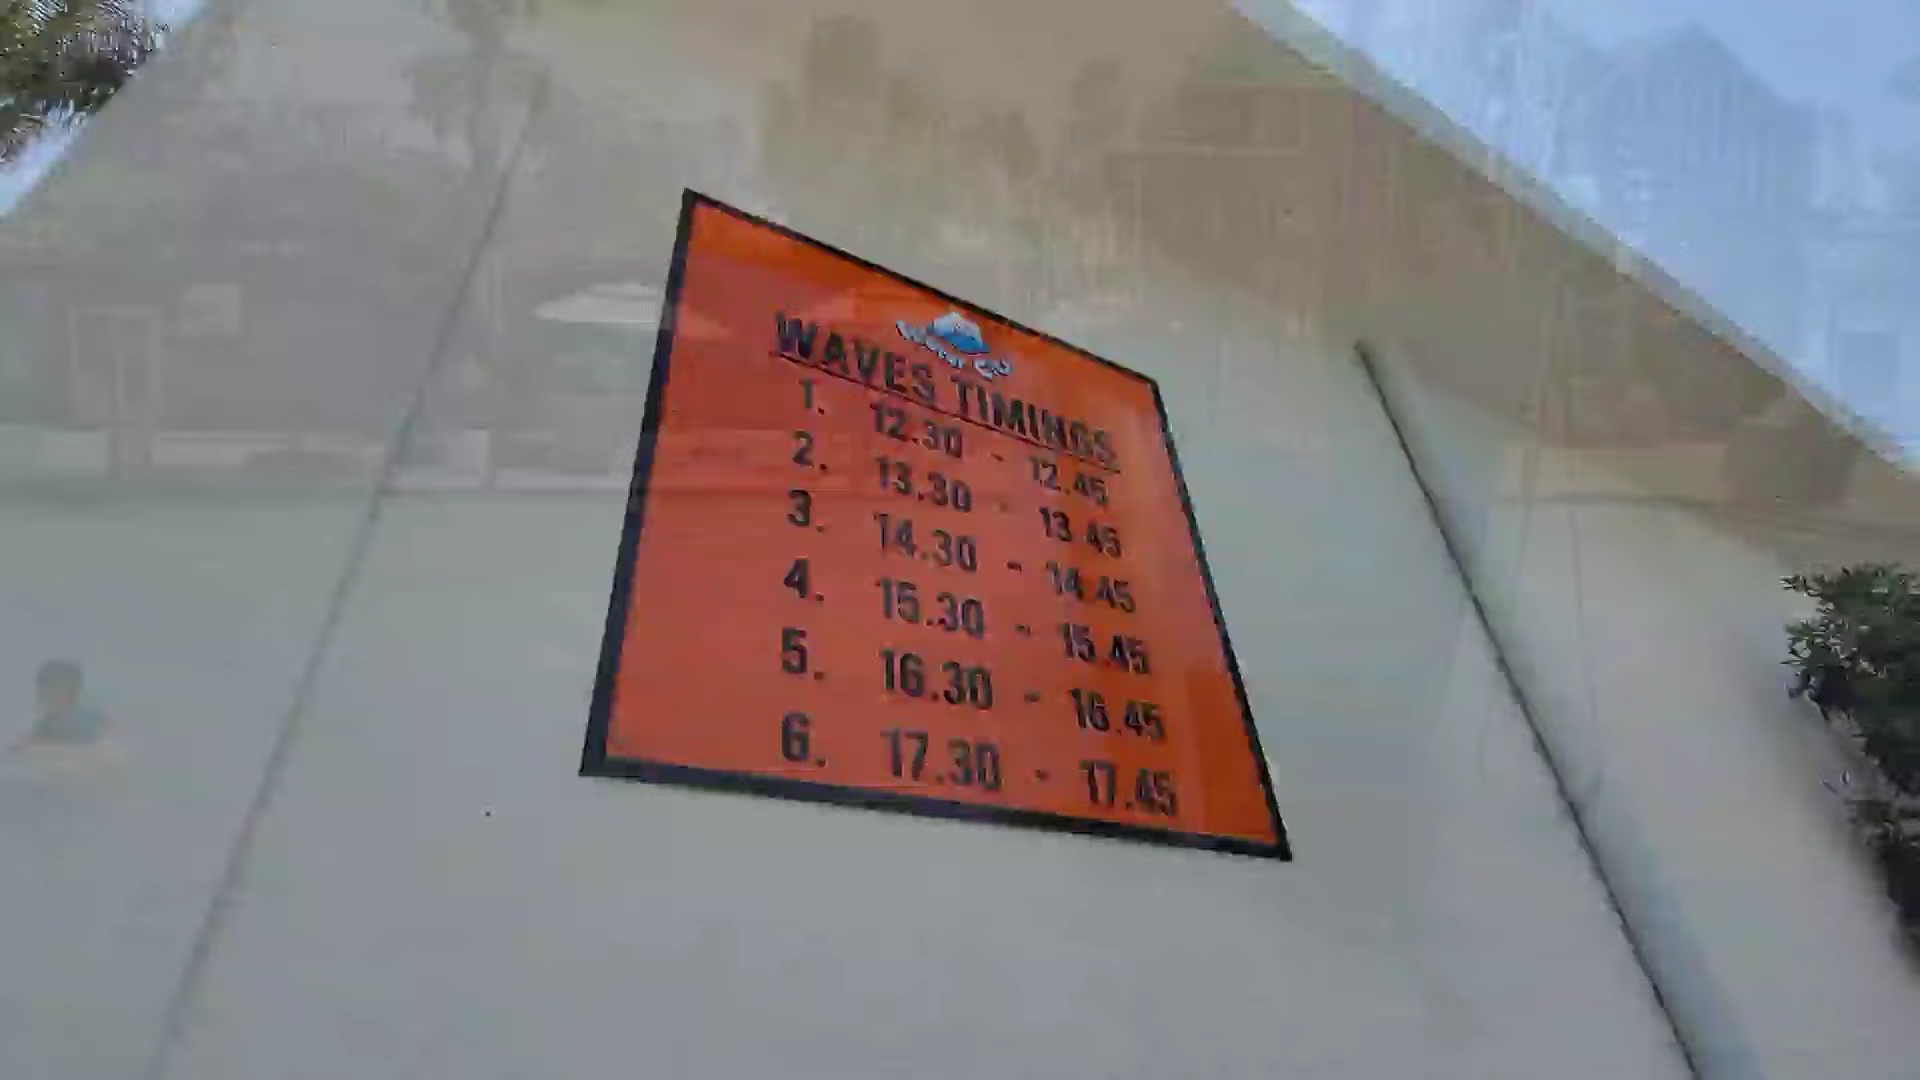 WAVES TIMINGS
1. 12.30 - 12.45
2. 13.30 - 13.45
3. 14.30 - 14.45
4. 15.30 - 15.45
5. 16.30 - 16.45
6. 17.30 - 17.45